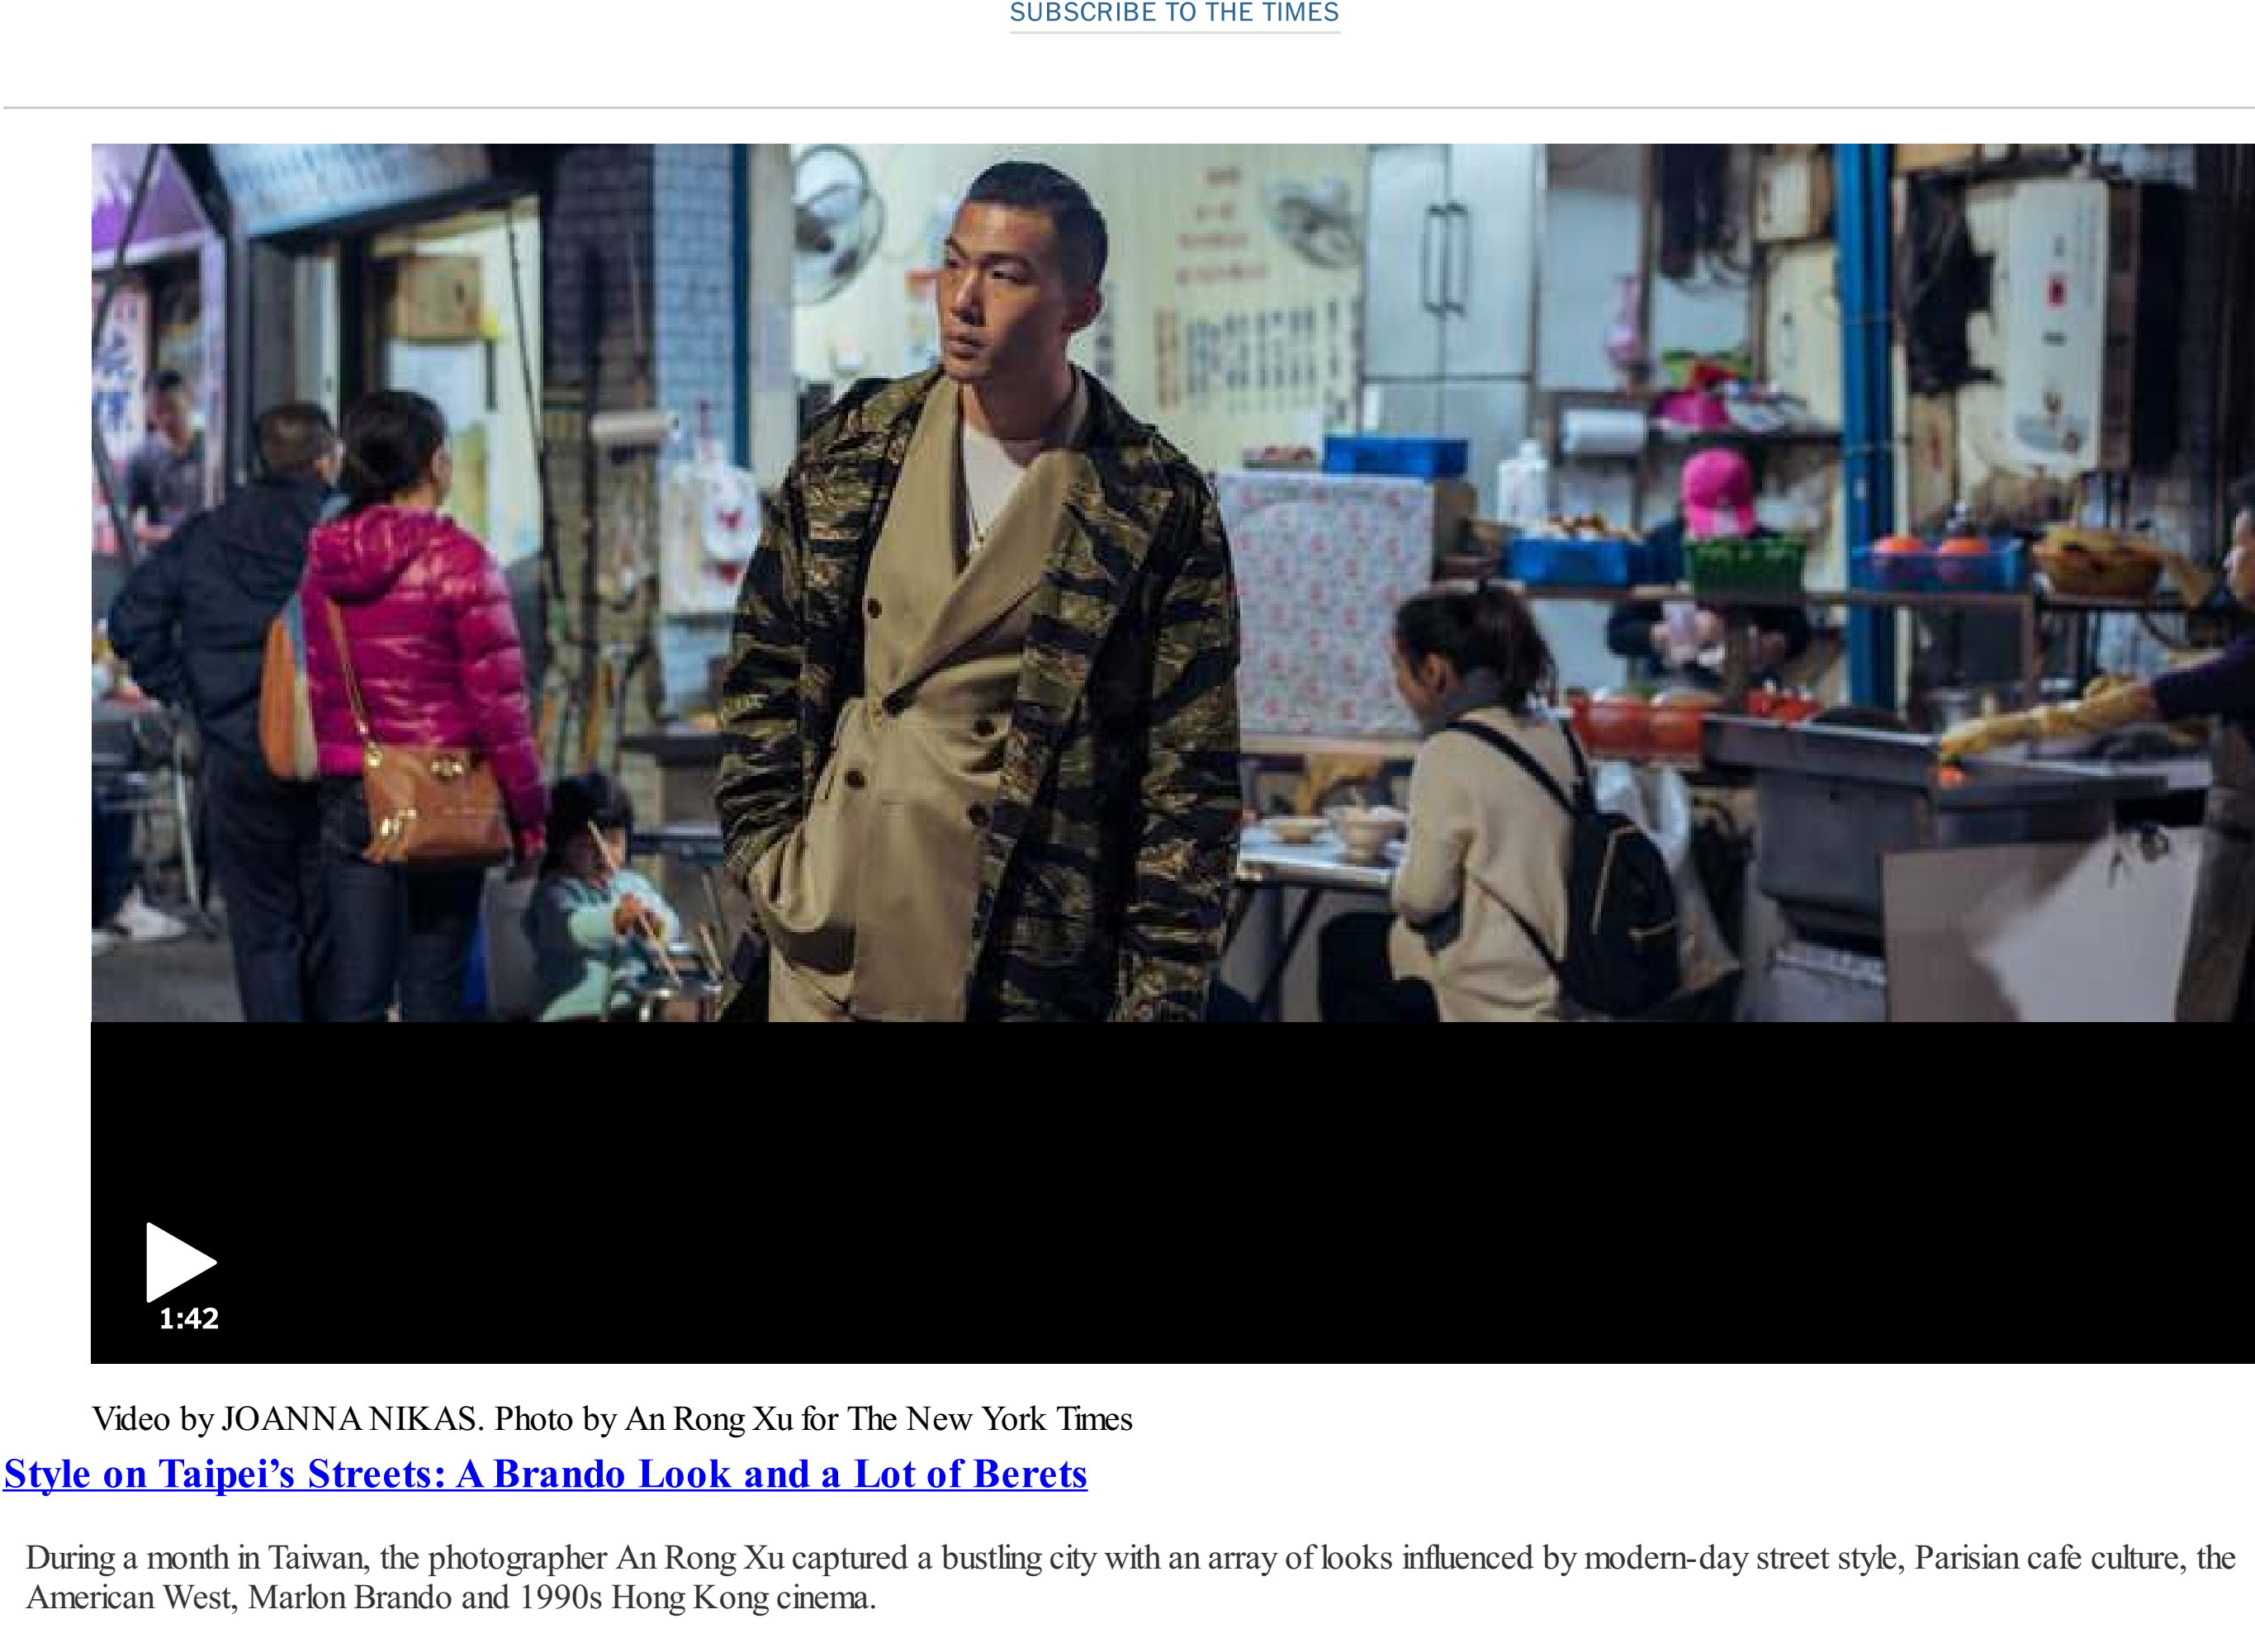 SUBSCRIBE TO THE TIMES
1:42
Video by JOANNA NIKAS. Photo by An Rong Xu for The New York Times
Style on Taipei’s Streets: A Brando Look and a Lot of Berets
During a month in Taiwan, the photographer An Rong Xu captured a bustling city with an array of looks influenced by modern-day street style, Parisian cafe culture, the
American West, Marlon Brando and 1990s Hong Kong cinema.